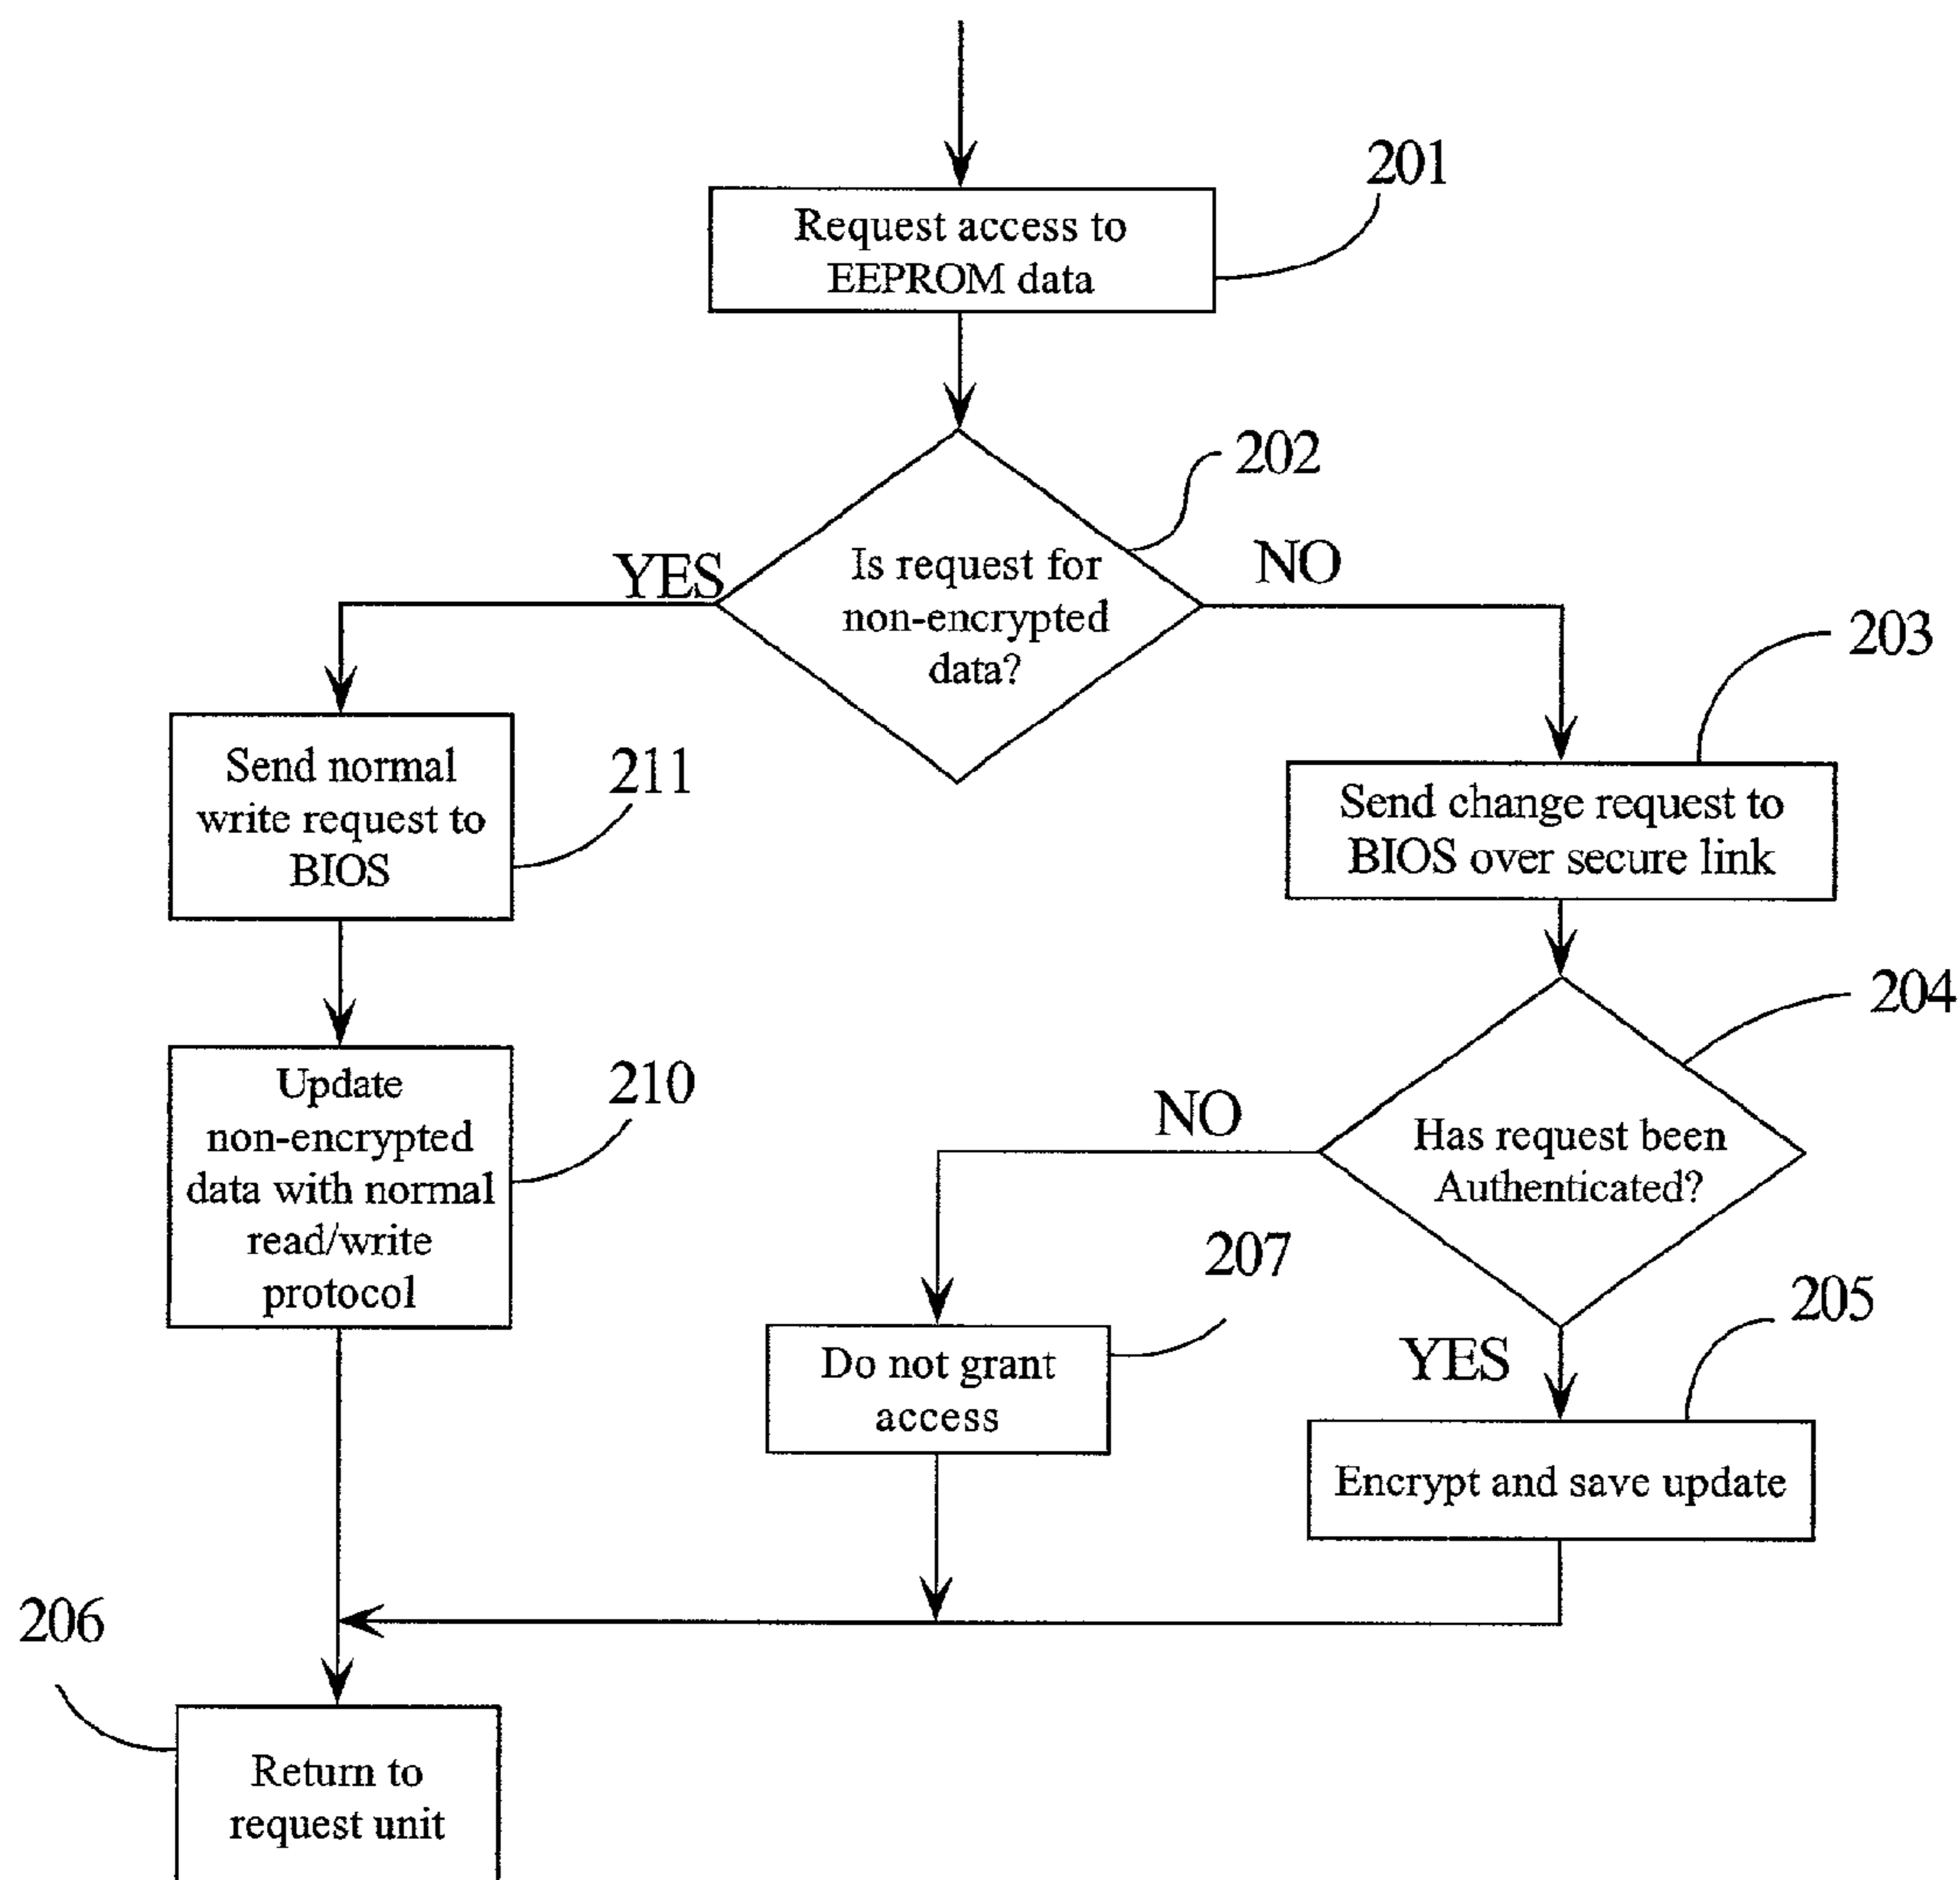 201
Request access to
EEPROM data
202
YES
Is request for
non-encrypted
data?
NO
203
Send normal
write request to
BIOS
211
Send change request to
BIOS over secure link
204
Update
non-encrypted
data with normal
read/write
protocol
210
NO
Has request been
Authenticated?
207
205
YES
Do not grant
access
Encrypt and save update
206
Return to
request unit